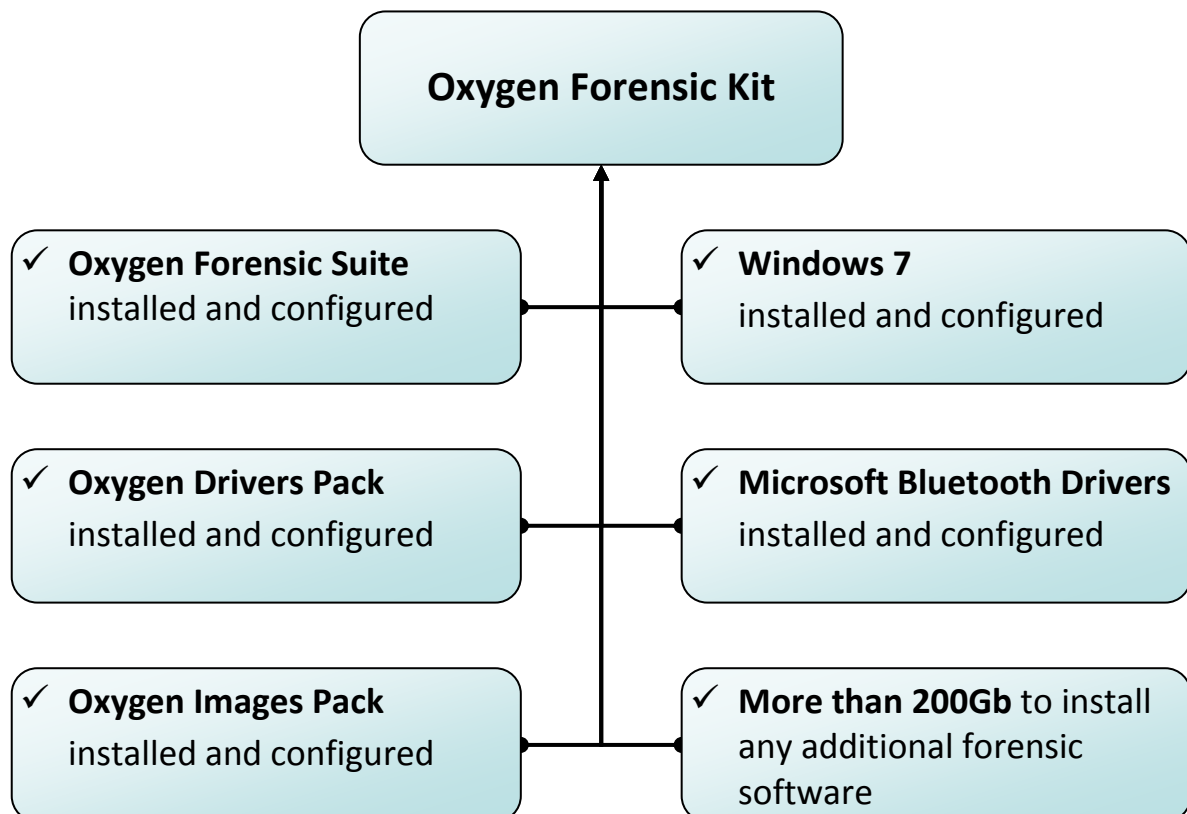 Oxygen Forensic Kit
✓ Oxygen Forensic Suite
installed and configured
✓ Windows 7
installed and configured
✓ Oxygen Drivers Pack
installed and configured
✓ Microsoft Bluetooth Drivers
installed and configured
✓ Oxygen Images Pack
installed and configured
✓ More than 200Gb to install
any additional forensic
software